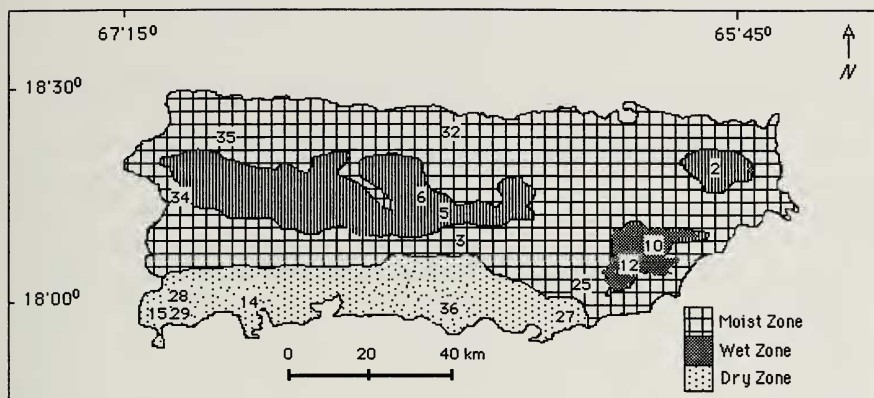 67'15⁰ 65'45⁰
N
18'30⁰
35 32
2
34 6
5
3 10
12
18'00⁰
28 25
15 29 14 36 27
0 20 40 km
Moist Zone
Wet Zone
Dry Zone